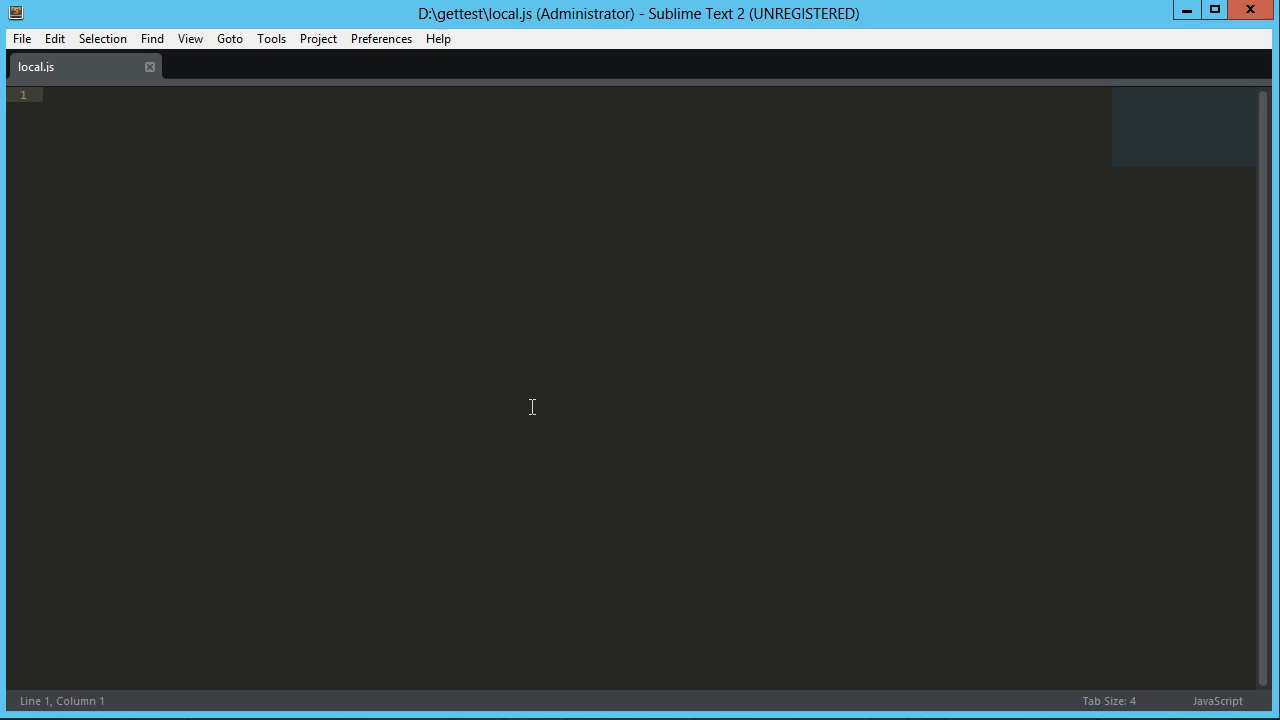 D:\gettest\local.js (Administrator) - Sublime Text 2 (UNREGISTERED)
File Edit Selection Find View Goto Tools Project Preferences Help
local.js
1
Line 1, Column 1 Tab Size: 4 JavaScript